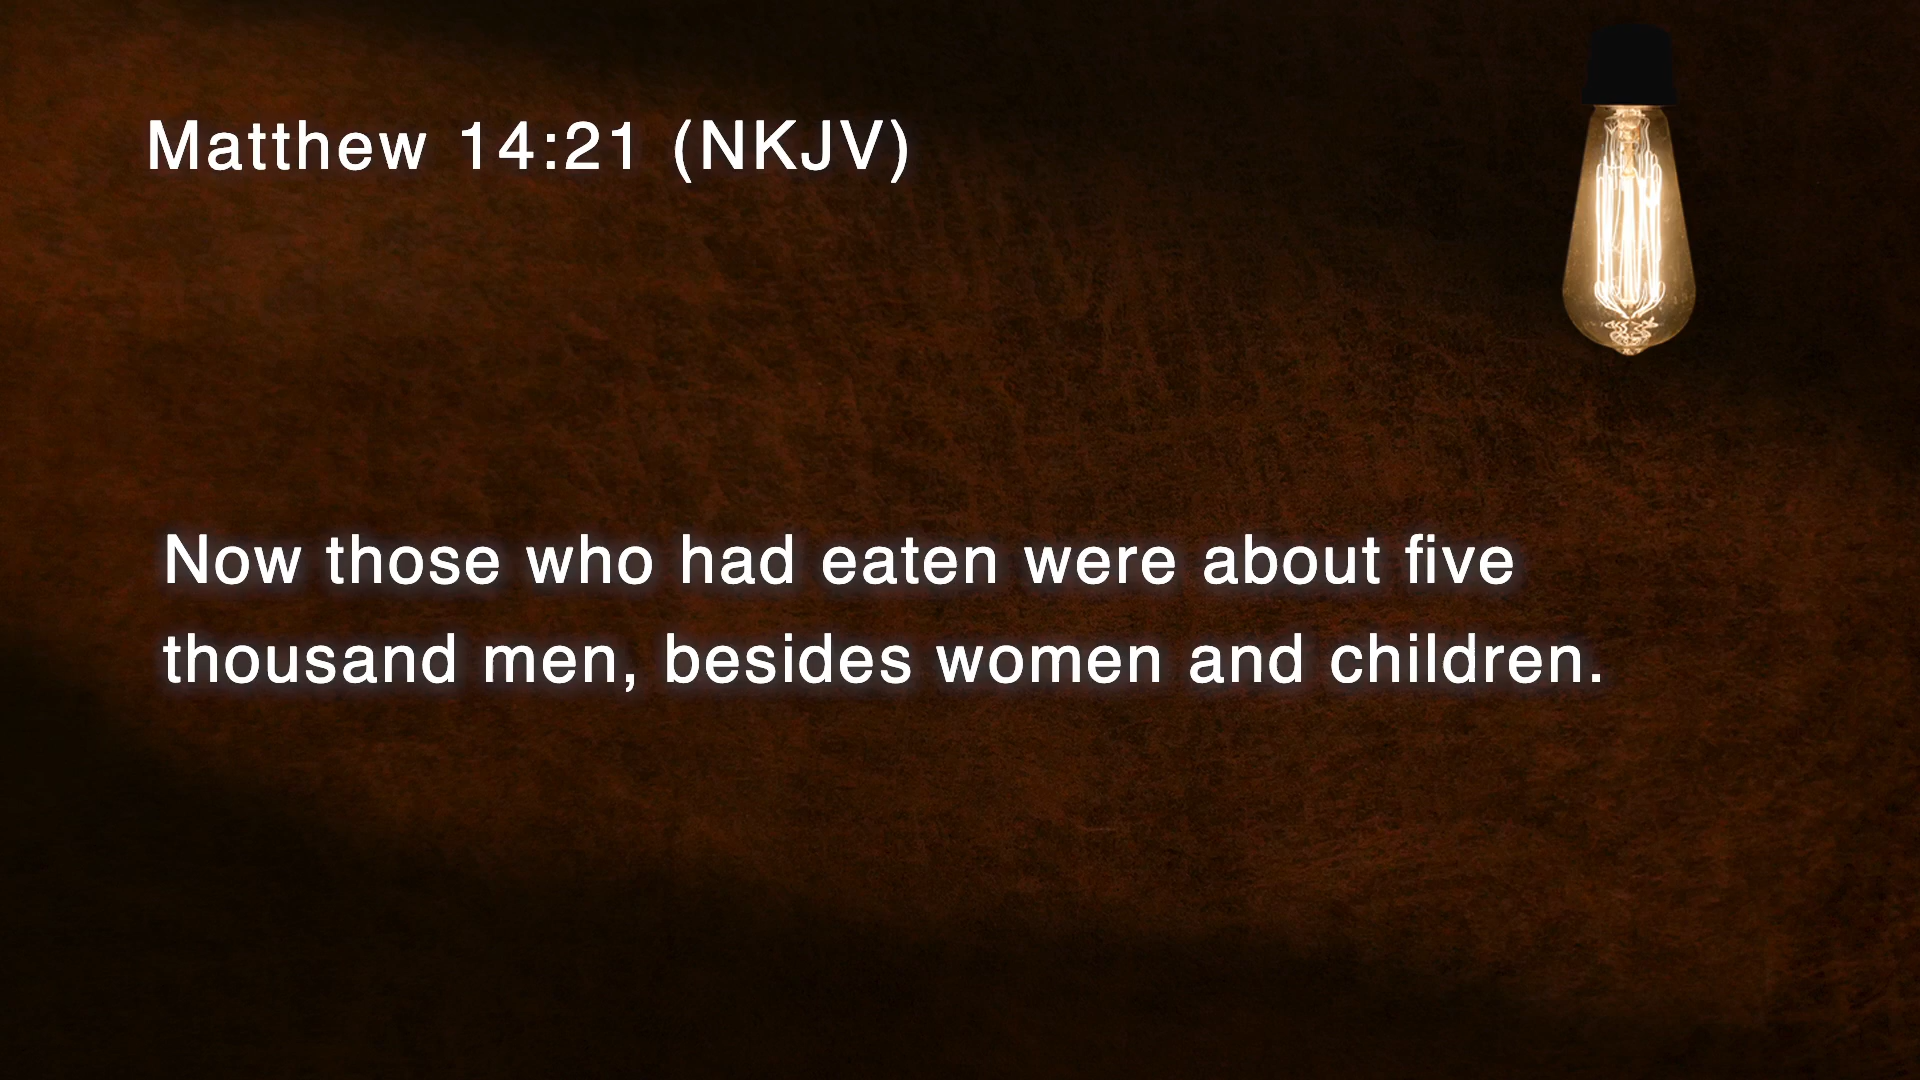 Matthew 14:21 (NKJV)
Now those who had eaten were about five
thousand men, besides women and children.